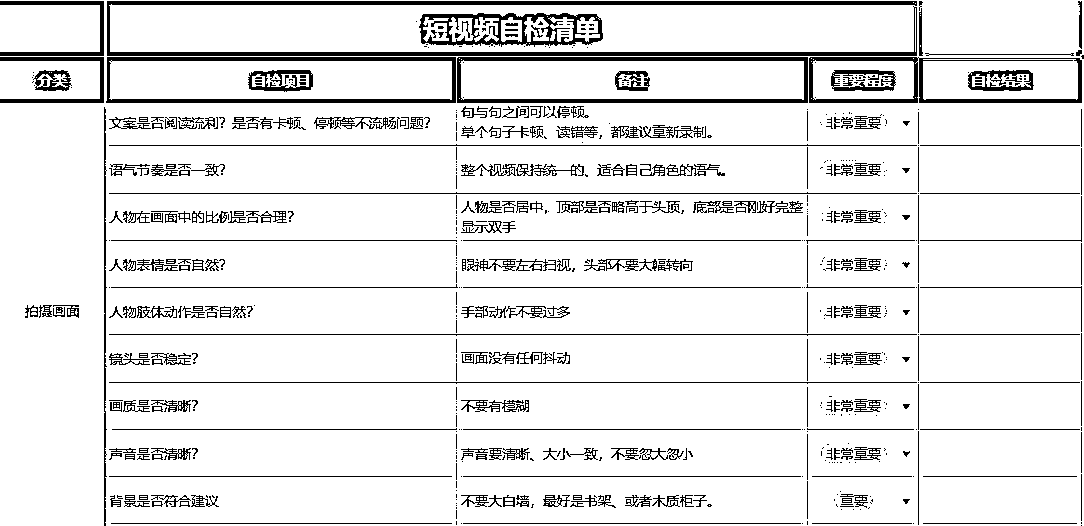 短视频自检清单
分类 自检项目 备注 重要程度 自检结果
文案是否阅读流利？是否有卡顿、停顿等不流畅问题？ 句与句之间可以停顿。
单个句子卡顿、读错等，都建议重新录制。 非常重要
语气节奏是否一致？ 整个视频保持统一的、适合自己角色的语气。 非常重要
人物在画面中的比例是否合理？ 人物是否居中，顶部是否略高于头顶，底部是否刚好完整
显示双手 非常重要
人物表情是否自然？ 眼神不要左右扫视，头部不要大幅转向 非常重要
拍摄画面 人物肢体动作是否自然？ 手部动作不要过多 非常重要
镜头是否稳定？ 画面没有任何抖动 非常重要
画质是否清晰？ 不要有模糊 非常重要
声音是否清晰？ 声音要清晰、大小一致，不要忽大忽小 非常重要
背景是否符合建议 不要大白墙，最好是书架、或者木质柜子。 重要